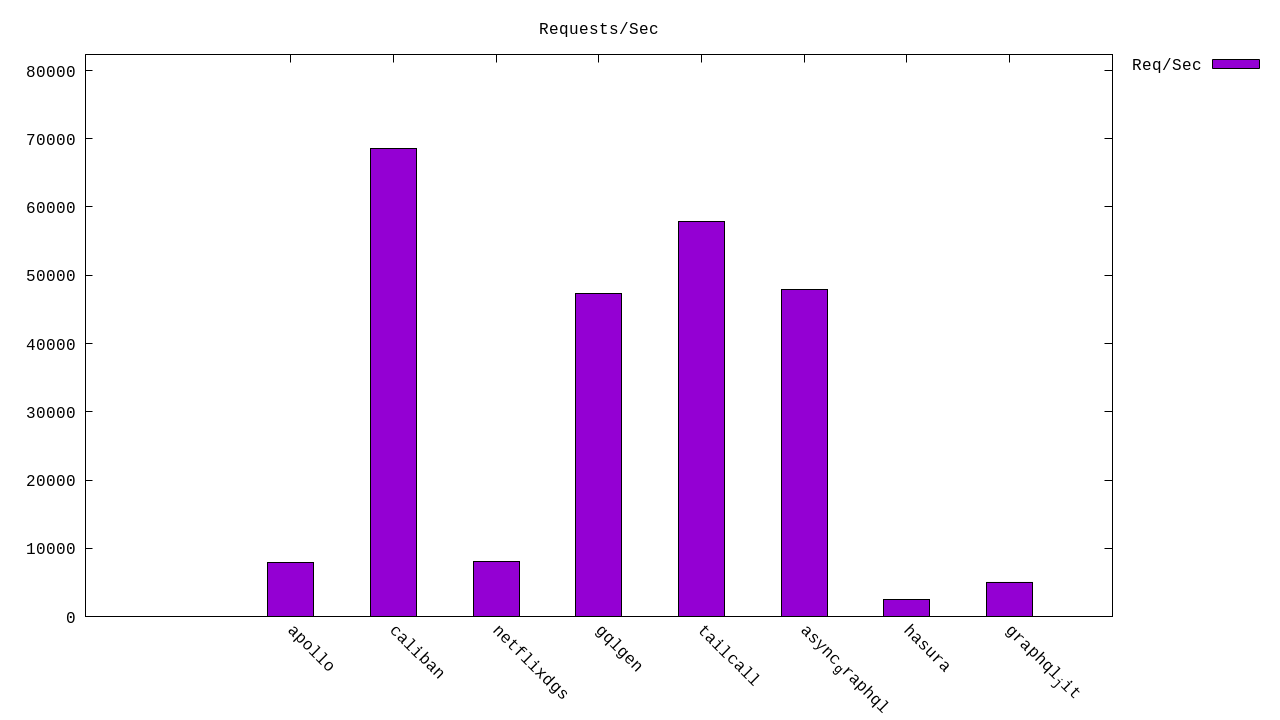 Requests/Sec
Req/Sec
80000
70000
60000
50000
40000
30000
20000
10000
0
apollo
caliban
netflixdgs
gqlgen
tailcall
async_graphql
hasura
graphql_jit